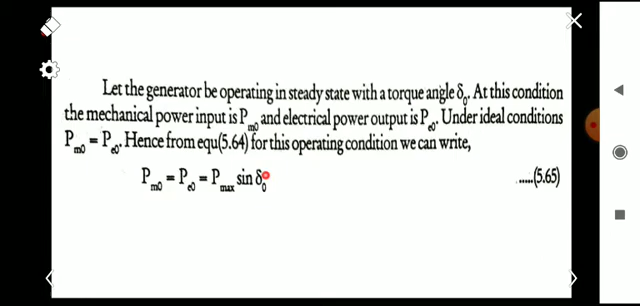 Let the generator be operating in steady state with a torque angle δ₀. At this condition
the mechanical power input is Pm0 and electrical power output is Pe0. Under ideal conditions
Pm0 = Pe0. Hence from equ(5.64) for this operating condition we can write,
Pm0 = Pe0 = Pmax sin δ0 .....(5.65)